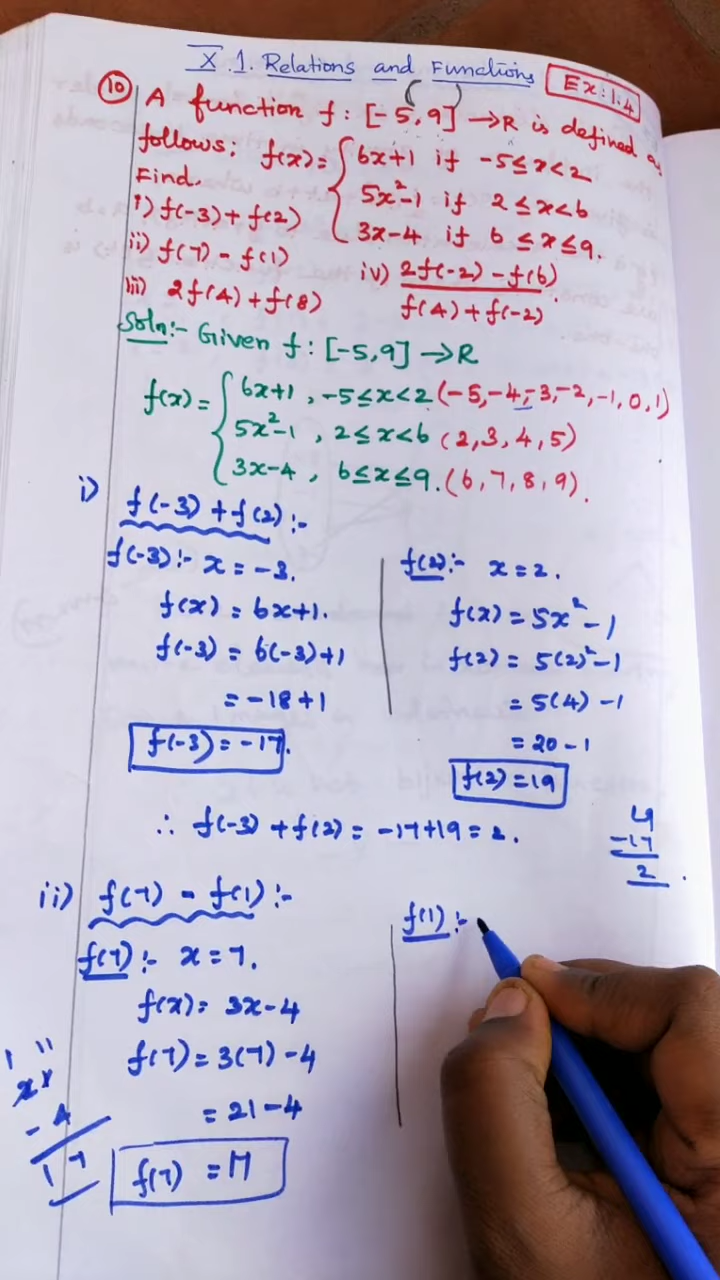 X.1. Relations and Functions
Ex:1.4
⑩ A function f : [-5, 9] → R is defined as
follows: f(x) = { 6x+1 if -5 ≤ x < 2
Find.
5x²-1 if 2 ≤ x < 6
i) f(-3) + f(2)
3x-4 if 6 ≤ x ≤ 9.
ii) f(7) - f(1)
iii) 2f(4) + f(8)
iv) 2f(-2) - f(6)
f(4) + f(-2)
Soln:- Given f : [-5, 9] → R
f(x) = { 6x+1 , -5 ≤ x < 2 (-5, -4, -3, -2, -1, 0, 1)
5x²-1 , 2 ≤ x < 6 (2, 3, 4, 5)
3x-4 , 6 ≤ x ≤ 9. (6, 7, 8, 9).
i) f(-3) + f(2) :-
f(-3) :- x = -3.
f(x) = 6x+1.
f(-3) = 6(-3)+1
= -18+1
f(-3) = -17.
f(2) :- x = 2.
f(x) = 5x²-1
f(2) = 5(2)²-1
= 5(4) -1
= 20-1
f(2) = 19
∴ f(-3) + f(2) = -17+19 = 2.
-17
2
ii) f(7) - f(1) :-
f(7) :- x = 7.
f(x) = 3x-4
f(7) = 3(7) -4
= 21-4
f(7) = 17
1 11
- 4
1 7
f(1) :-